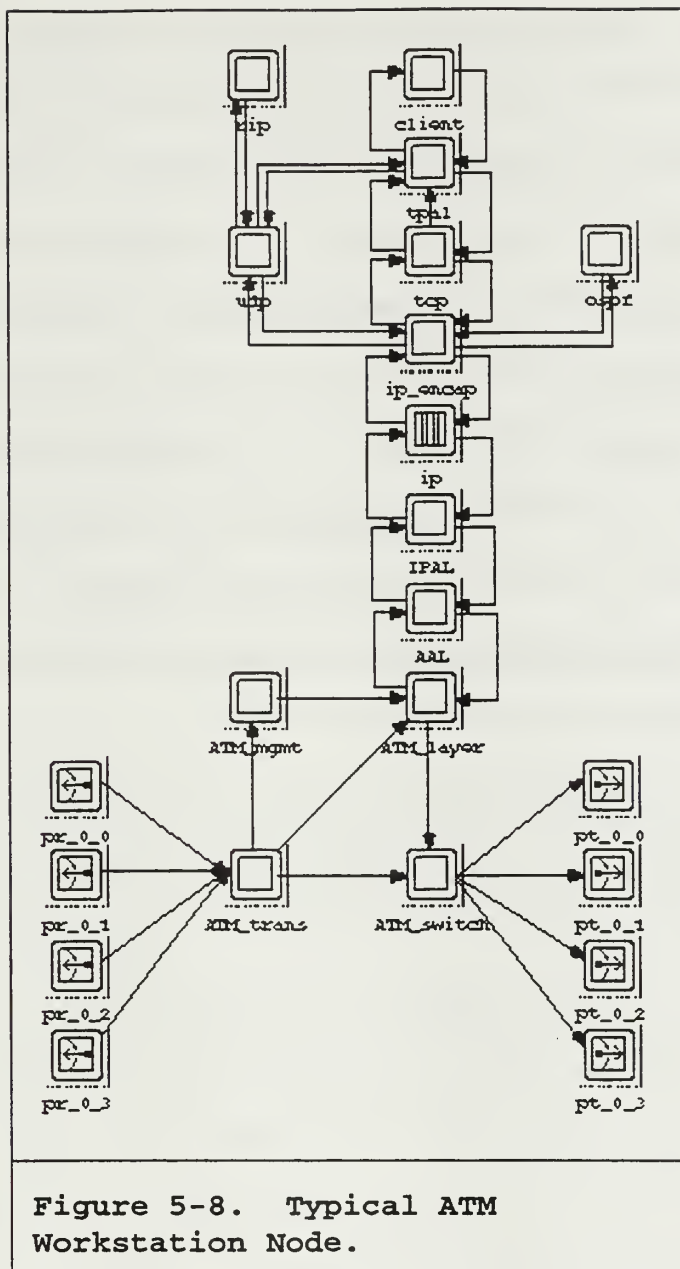 rip
client
tpal
udp
tcp
ospf
ip_encap
ip
IPAL
AAL
ATM_mgmt
ATM_layer
pr_0_0
pt_0_0
pr_0_1
ATM_trans
ATM_switch
pt_0_1
pr_0_2
pt_0_2
pr_0_3
pt_0_3
Figure 5-8. Typical ATM
Workstation Node.